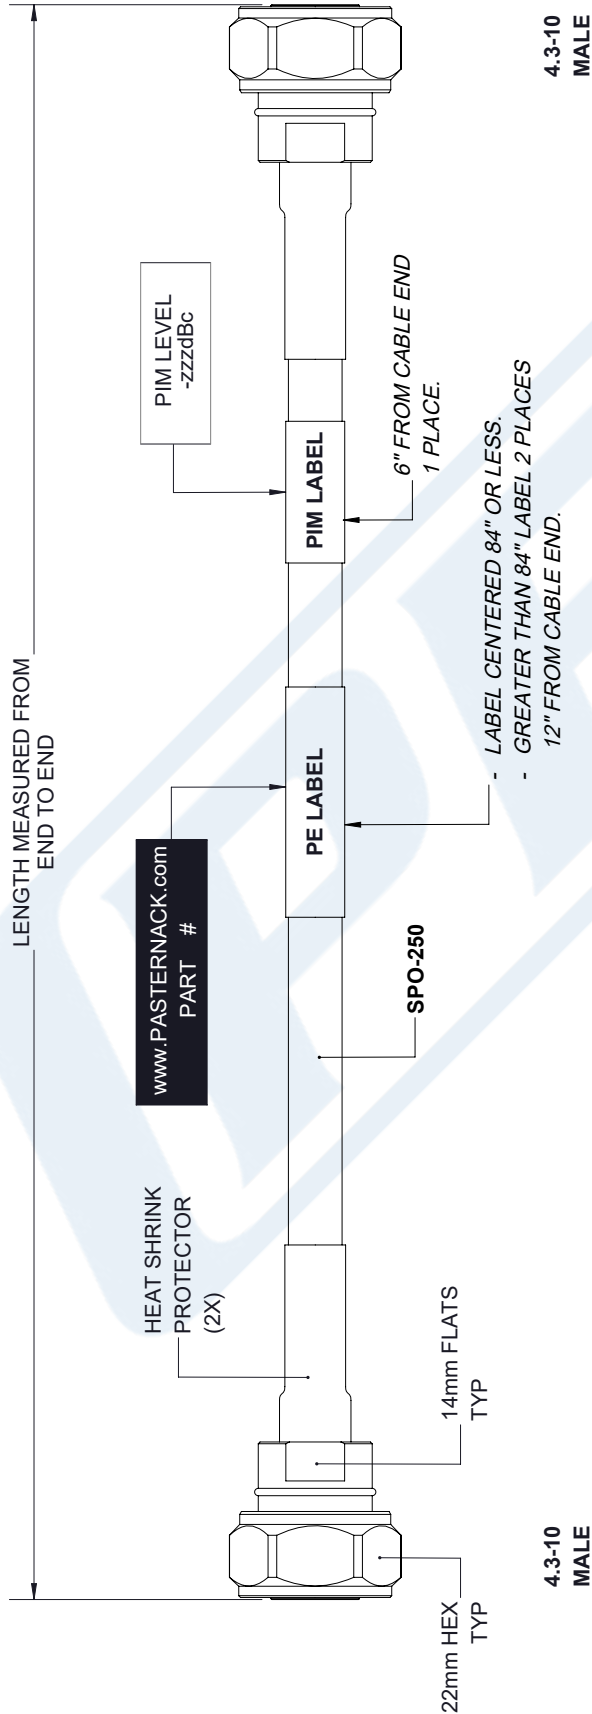 LENGTH MEASURED FROM
END TO END
HEAT SHRINK
PROTECTOR
(2X)
www.PASTERNACK.com
PART #
PIM LEVEL
-zzzdBc
PE LABEL
PIM LABEL
6" FROM CABLE END
1 PLACE.
SPO-250
- LABEL CENTERED 84" OR LESS.
- GREATER THAN 84" LABEL 2 PLACES
12" FROM CABLE END.
14mm FLATS
TYP
22mm HEX
TYP
4.3-10
MALE
4.3-10
MALE